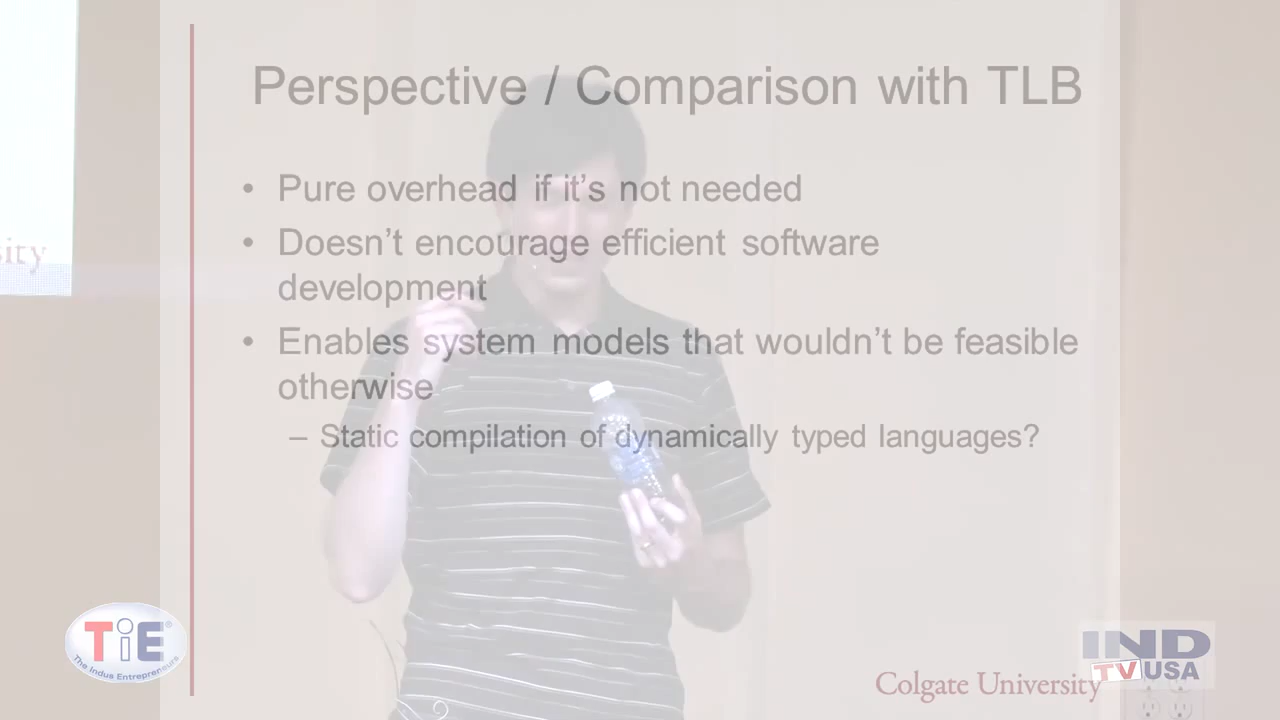 Perspective / Comparison with TLB
• Pure overhead if it's not needed
• Doesn't encourage efficient software
development
• Enables system models that wouldn't be feasible
otherwise
– Static compilation of dynamically typed languages?
sity
TiE®
The Indus Entrepreneurs
Colgate University
IND
TV USA